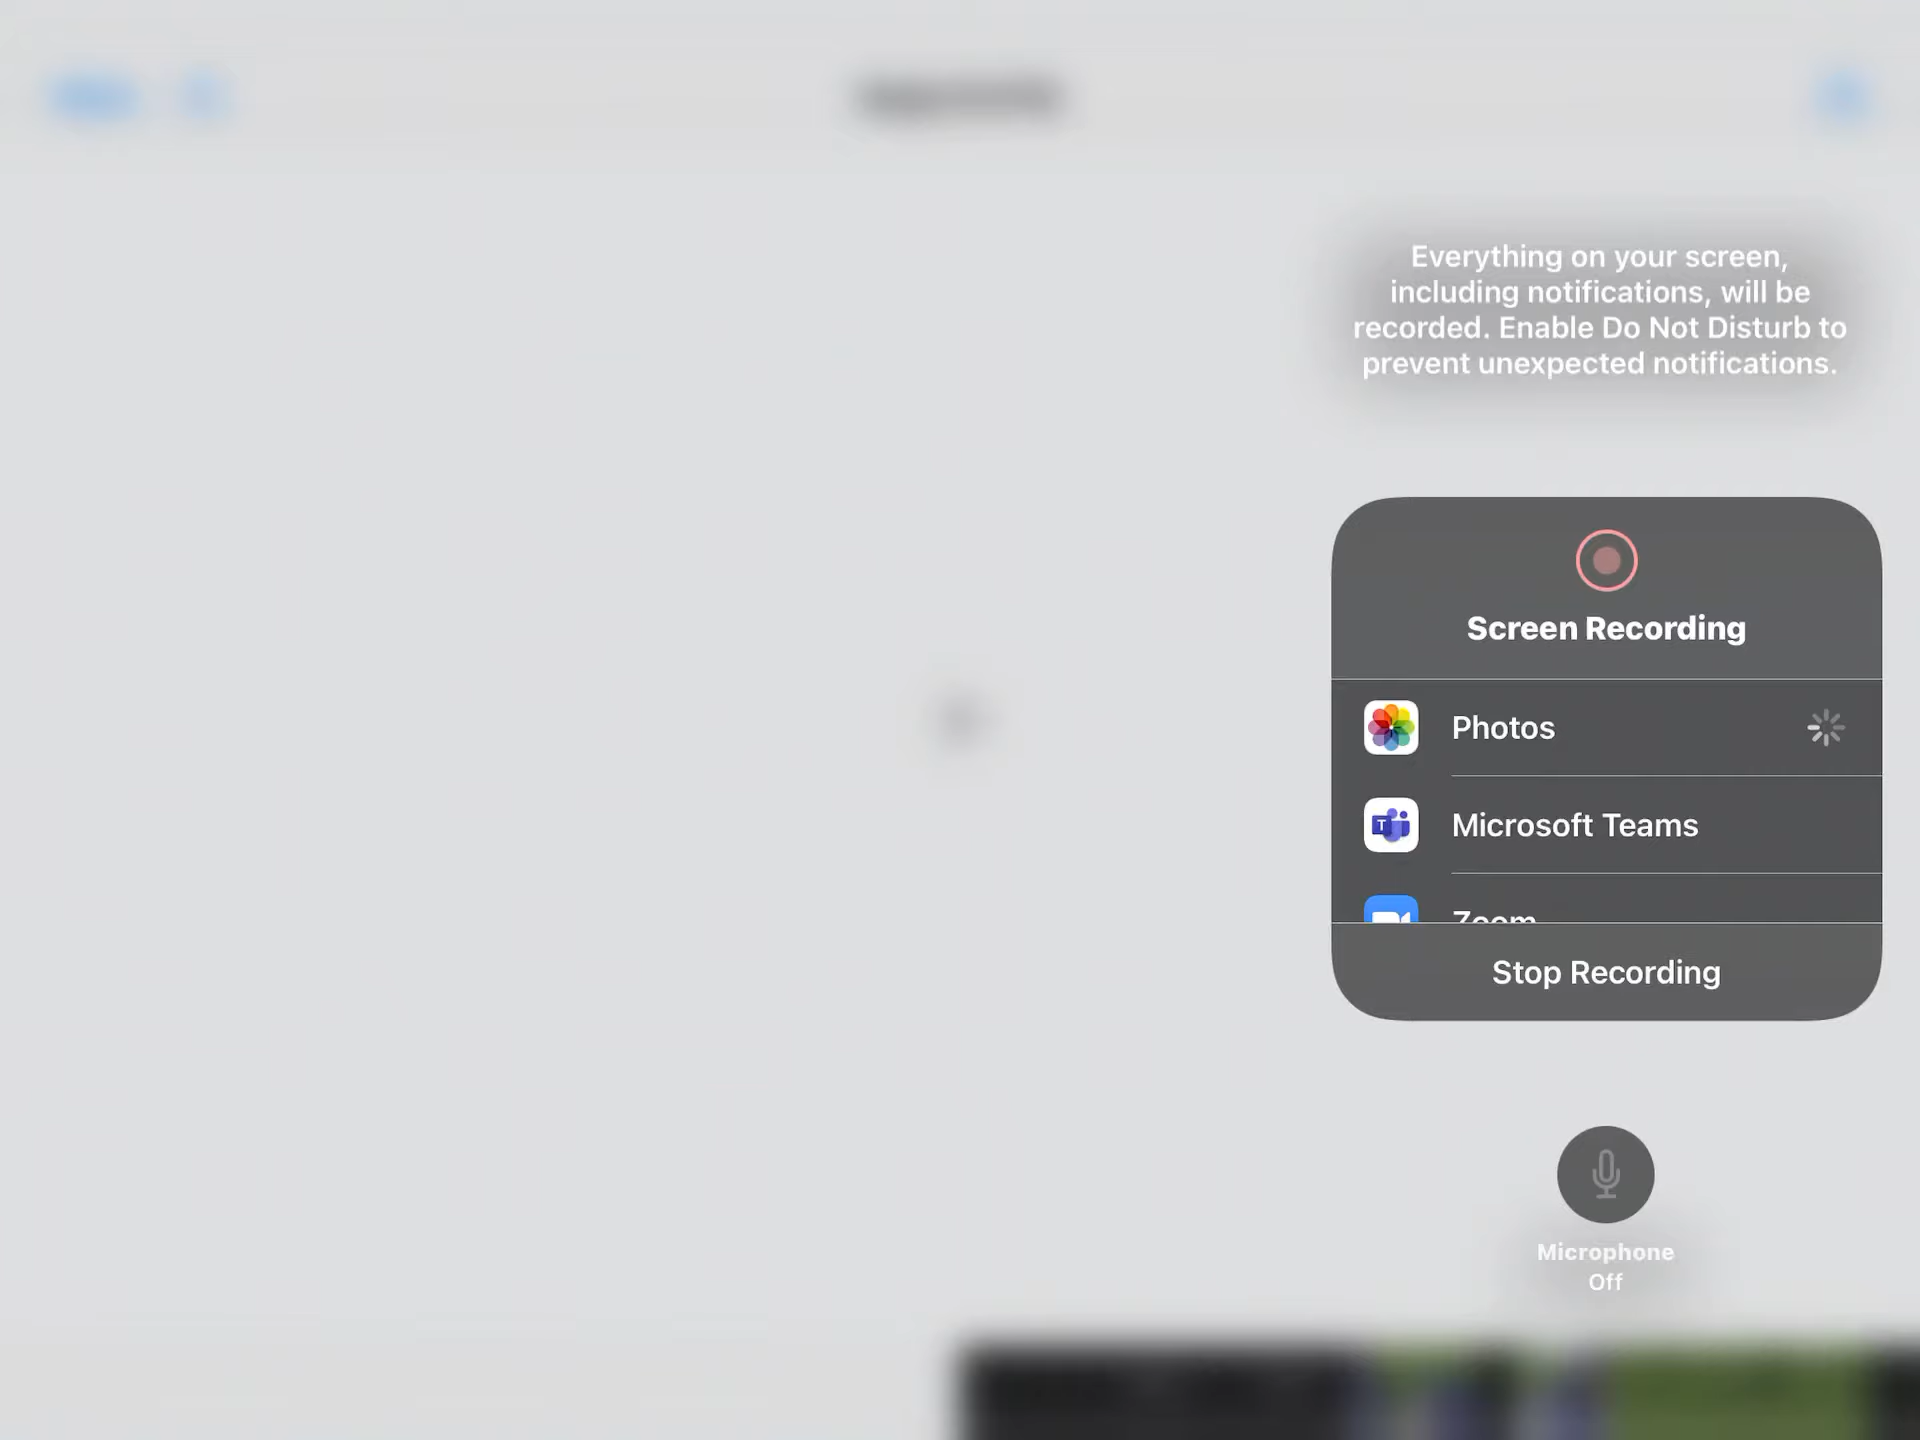 Everything on your screen,
including notifications, will be
recorded. Enable Do Not Disturb to
prevent unexpected notifications.
Screen Recording
Photos
T
Microsoft Teams
Zoom
Stop Recording
Microphone
Off